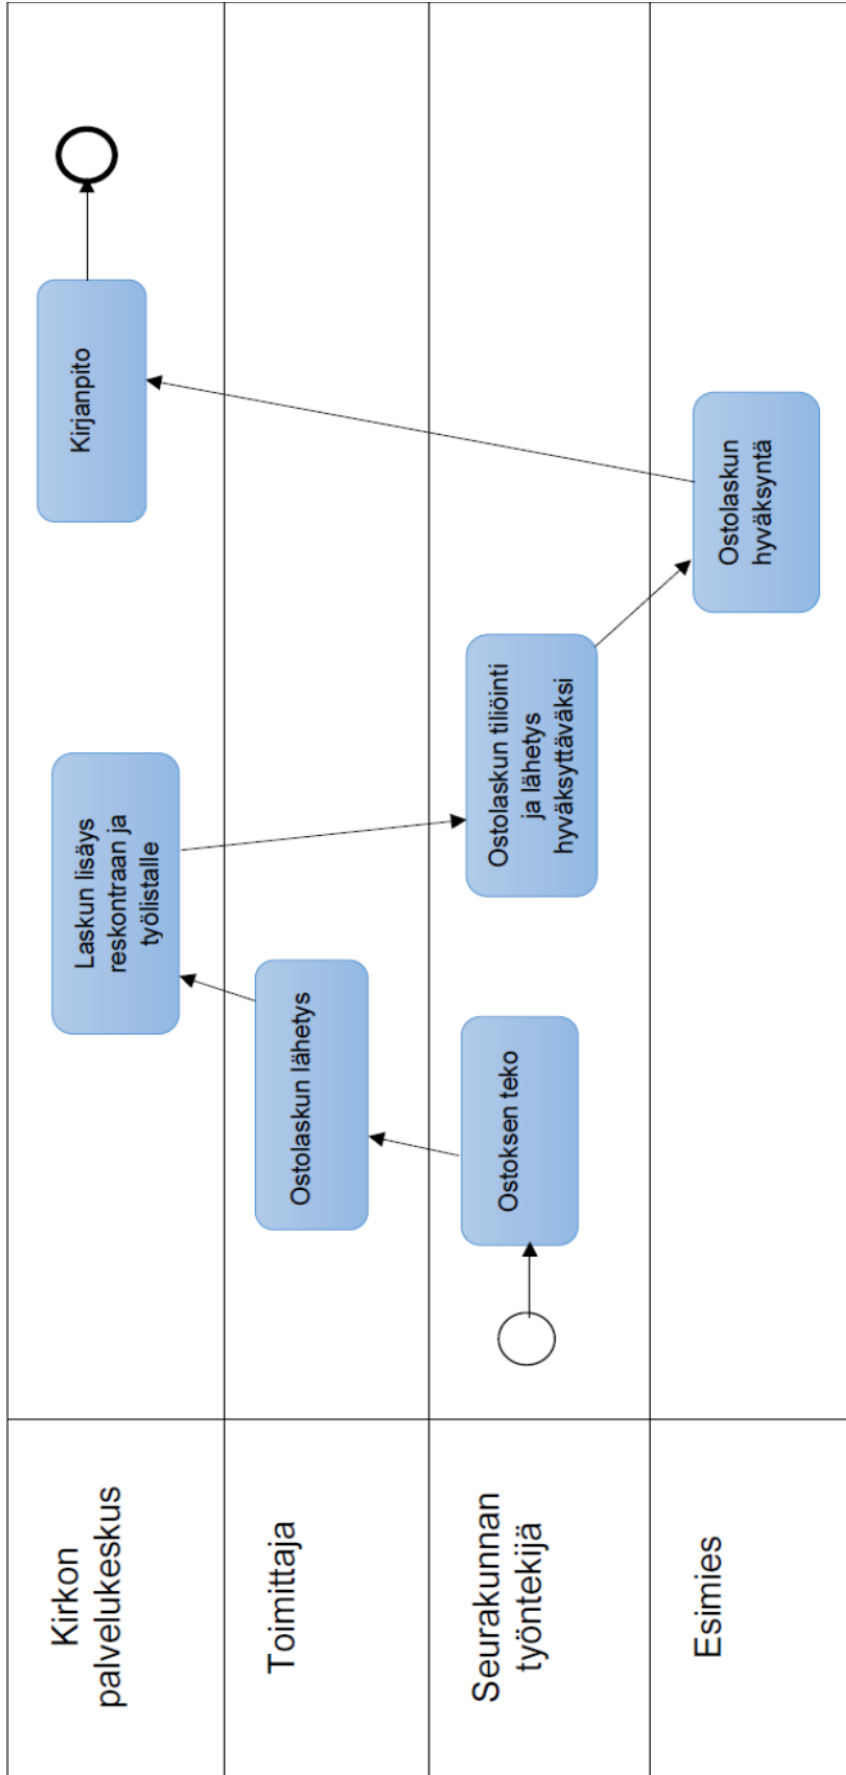 Kirkon
palvelukeskus
Laskun lisäys
reskontraan ja
työlistalle
Kirjanpito
Toimittaja
Ostolaskun lähetys
Seurakunnan
työntekijä
Ostoksen teko
Ostolaskun tiliöinti
ja lähetys
hyväksyttäväksi
Esimies
Ostolaskun
hyväksyntä